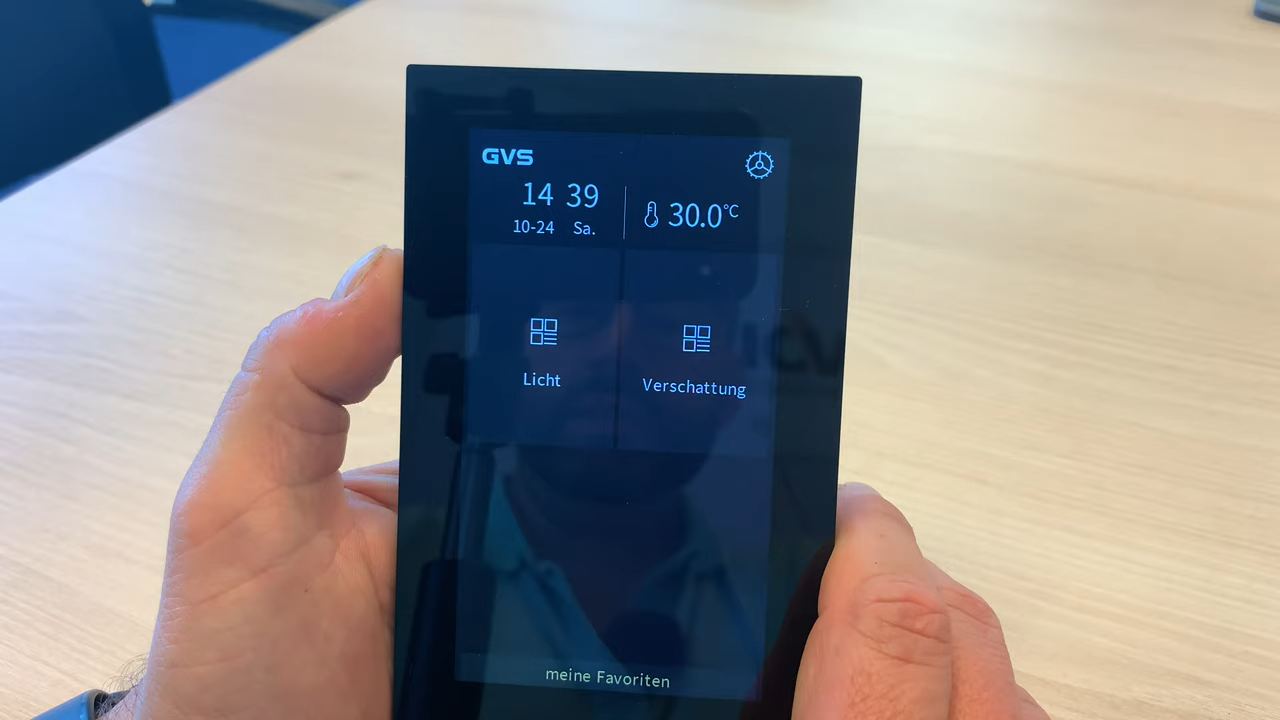 GVS
14 39
10-24 Sa.
30.0°C
Licht
Verschattung
meine Favoriten